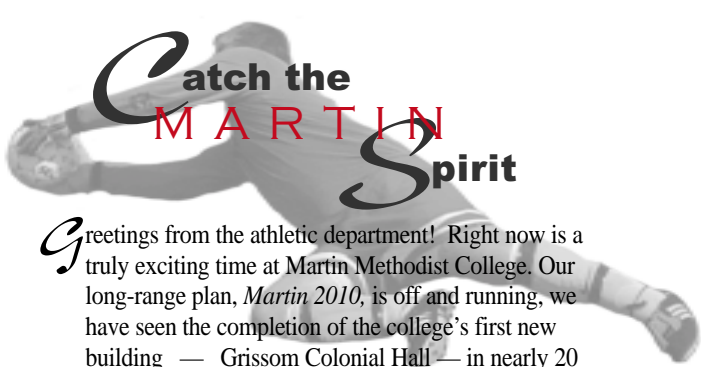 Catch the
MARTIN
Spirit
Greetings from the athletic department! Right now is a
truly exciting time at Martin Methodist College. Our
long-range plan, Martin 2010, is off and running, we
have seen the completion of the college's first new
building — Grissom Colonial Hall — in nearly 20